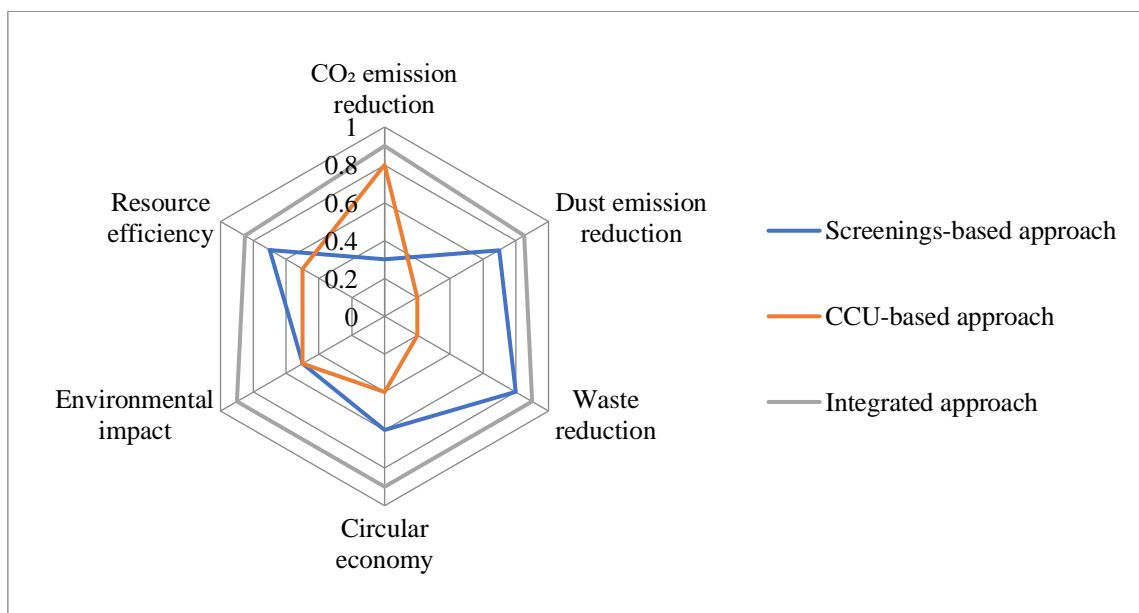 CO₂ emission
reduction
1
0.8
0.6
0.4
0.2
0
Dust emission
reduction
Waste
reduction
Circular
economy
Environmental
impact
Resource
efficiency
Screenings-based approach
CCU-based approach
Integrated approach